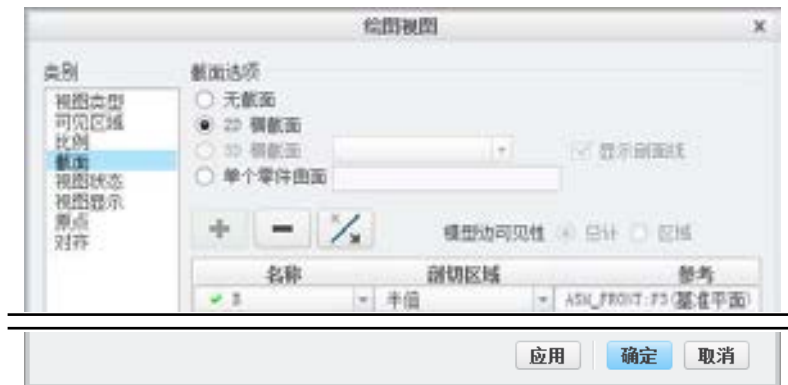 绘图视图
类别
视图类型
可见区域
比例
截面
视图状态
视图显示
原点
对齐
截面选项
无截面
2D 横截面
3D 横截面
显示剖面线
单个零件曲面
模型边可见性 总计 区域
名称 剖切区域 参考
B 半倍 ASM_FRONT:F3(基准平面)
应用 确定 取消